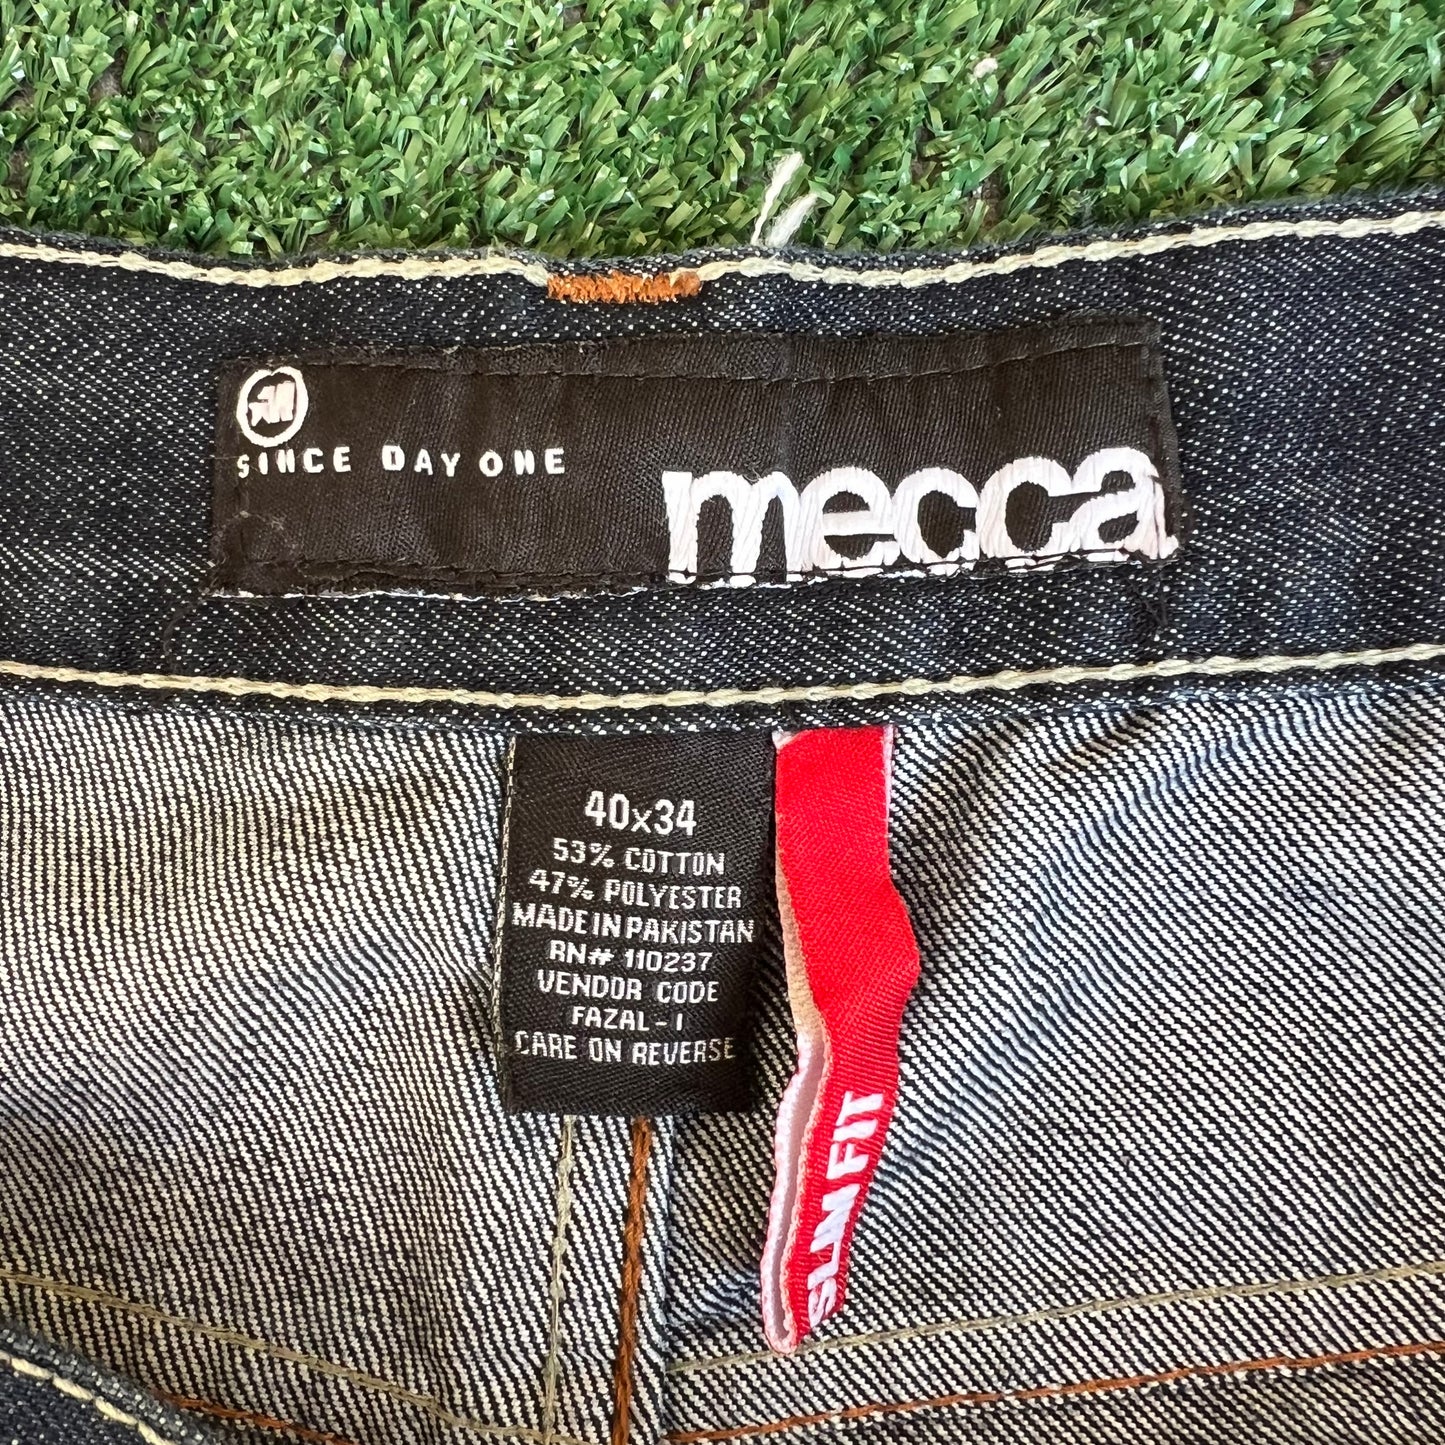 SINCE DAY ONE
mecca
40x34
53% COTTON
47% POLYESTER
MADE IN PAKISTAN
RN# 110237
VENDOR CODE
FAZAL-1
CARE ON REVERSE
SLIM FIT